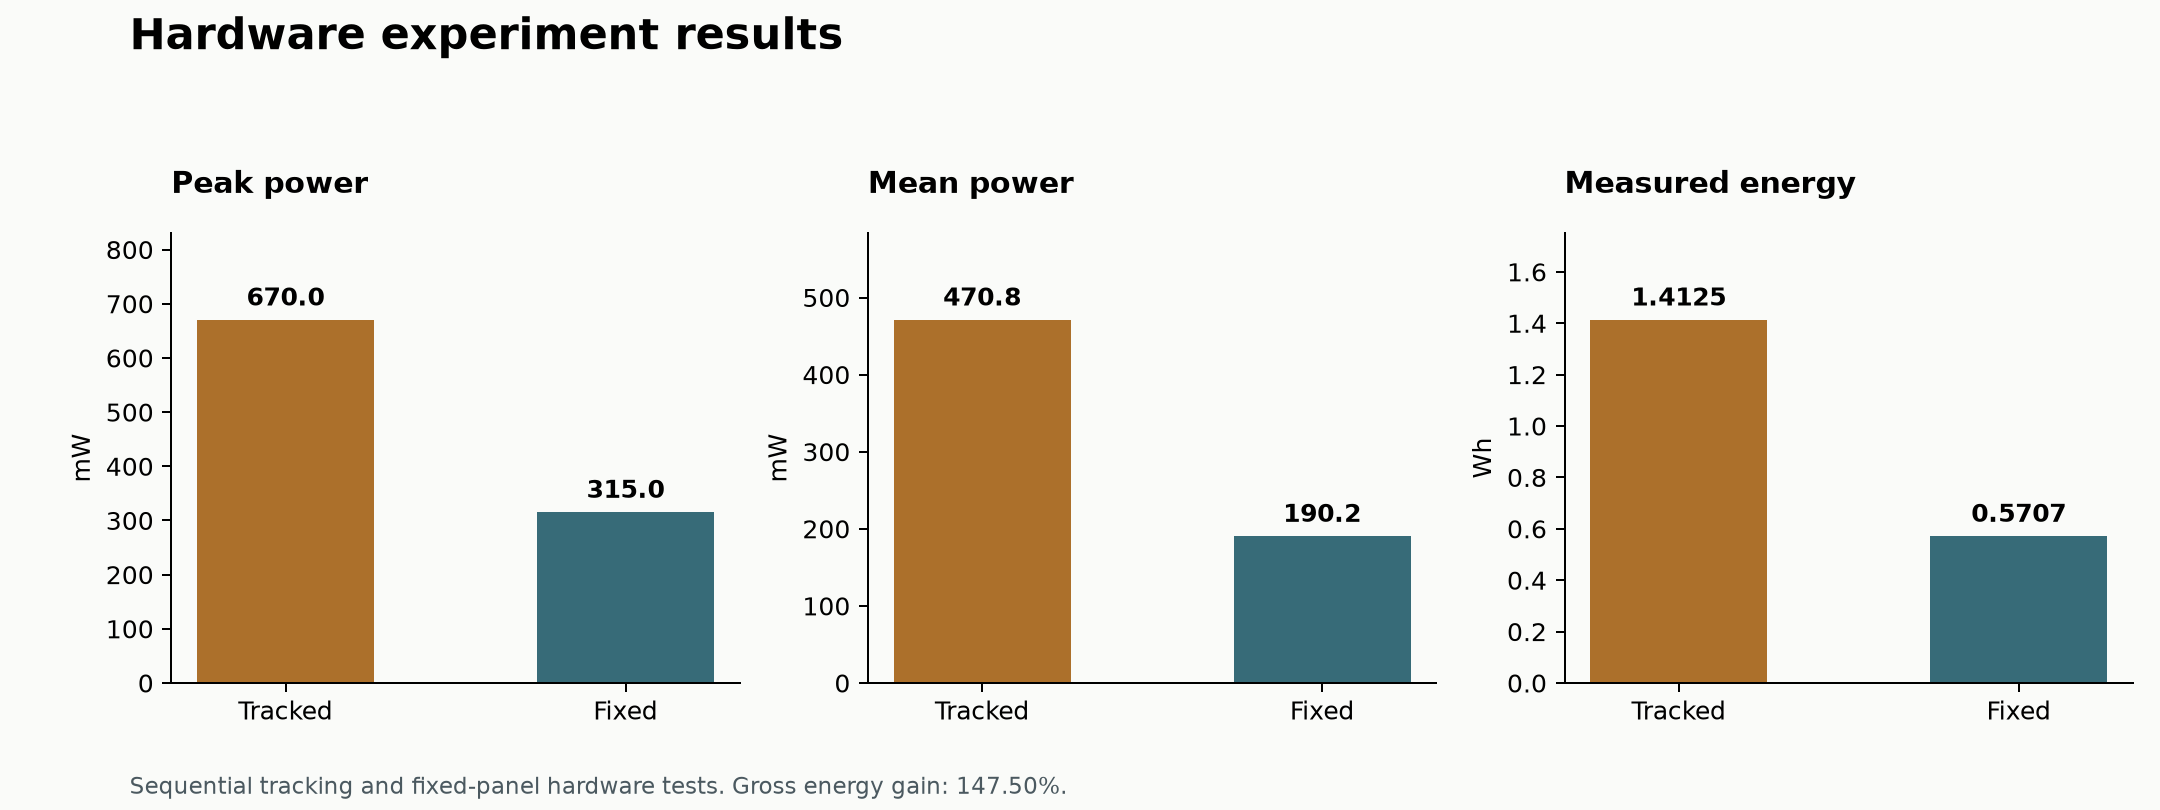 Hardware experiment results
Peak power
800
700
600
500
400
300
200
100
0
mW
670.0
315.0
Tracked
Fixed
Mean power
500
400
300
200
100
0
mW
470.8
190.2
Tracked
Fixed
Measured energy
1.6
1.4
1.2
1.0
0.8
0.6
0.4
0.2
0.0
Wh
1.4125
0.5707
Tracked
Fixed
Sequential tracking and fixed-panel hardware tests. Gross energy gain: 147.50%.